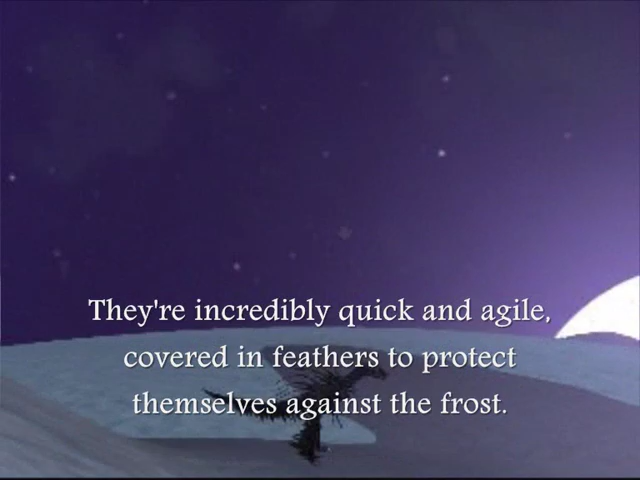 They're incredibly quick and agile,
covered in feathers to protect
themselves against the frost.